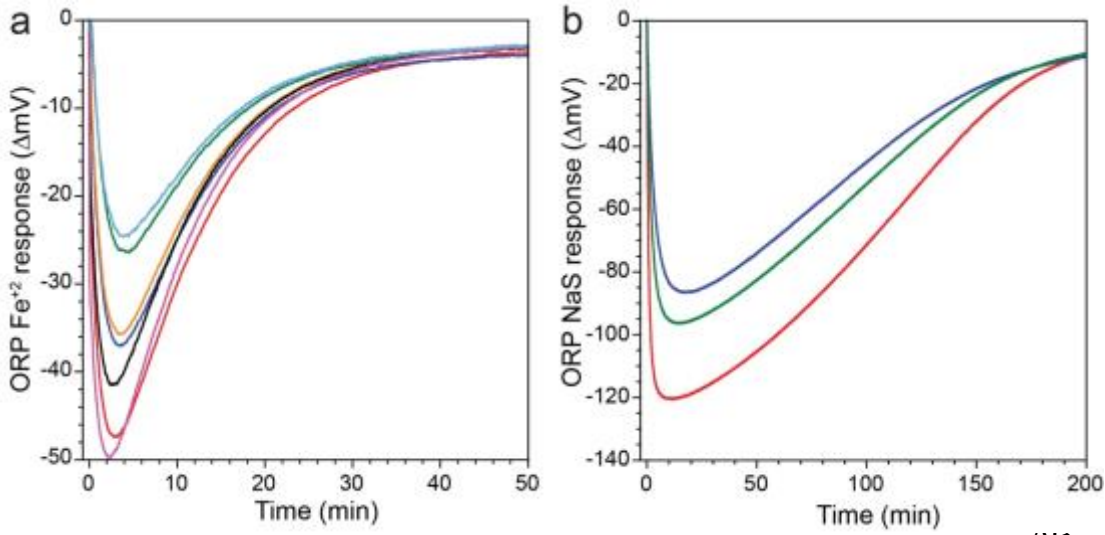 a
ORP Fe+2 response (ΔmV)
0
-10
-20
-30
-40
-50
0 10 20 30 40 50
Time (min)
b
ORP NaS response (ΔmV)
0
-20
-40
-60
-80
-100
-120
-140
0 50 100 150 200
Time (min)